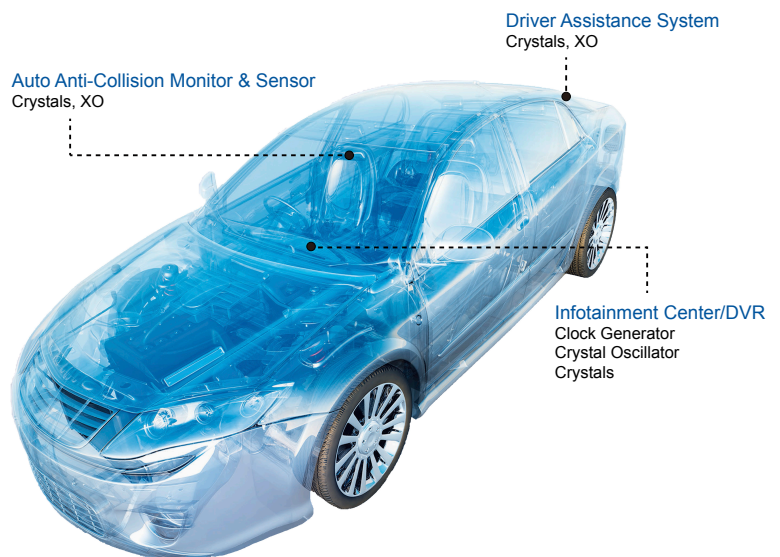 Driver Assistance System
Crystals, XO
Auto Anti-Collision Monitor & Sensor
Crystals, XO
Infotainment Center/DVR
Clock Generator
Crystal Oscillator
Crystals